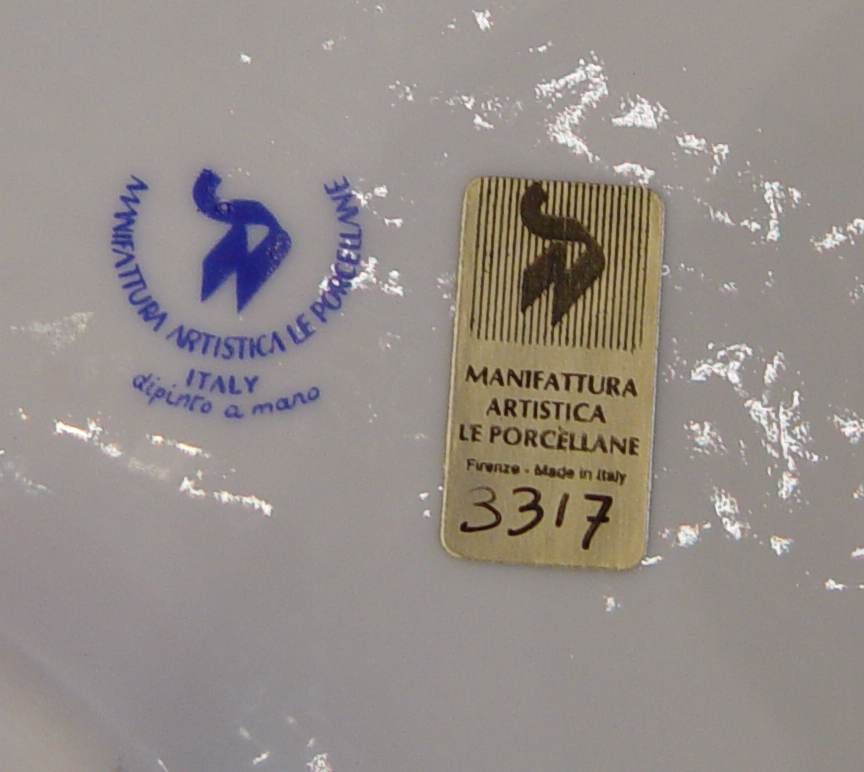 MANIFATTURA ARTISTICA LE PORCELLANE
ITALY
dipinto a mano
MANIFATTURA
ARTISTICA
LE PORCELLANE
Firenze - Made in Italy
3317